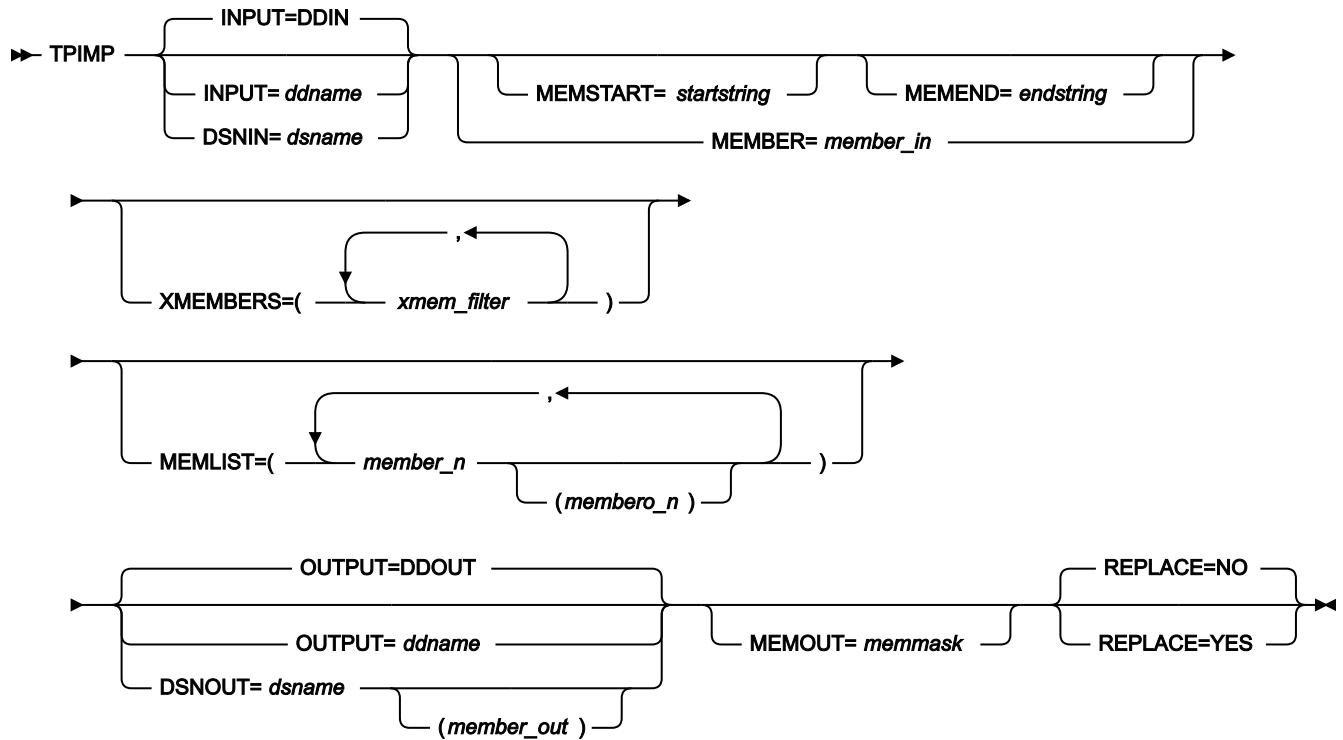 INPUT=DDIN
TPIMP
INPUT= ddname
DSNIN= dsname
MEMSTART= startstring
MEMEND= endstring
MEMBER= member_in
,
XMEMBERS=( xmem_filter )
,
MEMLIST=( member_n )
(membero_n )
OUTPUT=DDOUT
OUTPUT= ddname
DSNOUT= dsname
(member_out )
MEMOUT= memmask
REPLACE=NO
REPLACE=YES